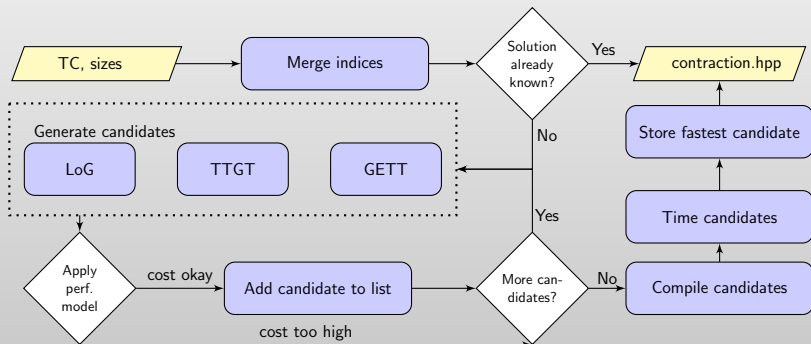 TC, sizes
Merge indices
Solution
already
known?
Yes
contraction.hpp
No
Generate candidates
LoG
TTGT
GETT
Store fastest candidate
Yes
Time candidates
Apply
perf.
model
cost okay
Add candidate to list
More can-
didates?
No
Compile candidates
cost too high